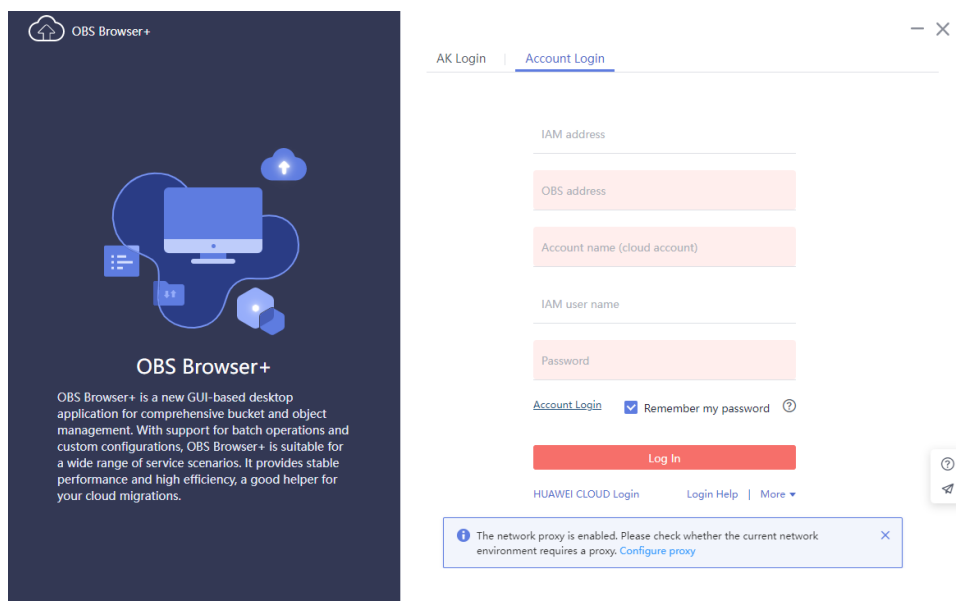 OBS Browser+
AK Login | Account Login
IAM address
OBS address
Account name (cloud account)
IAM user name
Password
Account Login Remember my password
Log In
HUAWEI CLOUD Login Login Help | More
The network proxy is enabled. Please check whether the current network
environment requires a proxy. Configure proxy
OBS Browser+
OBS Browser+ is a new GUI-based desktop
application for comprehensive bucket and object
management. With support for batch operations and
custom configurations, OBS Browser+ is suitable for
a wide range of service scenarios. It provides stable
performance and high efficiency, a good helper for
your cloud migrations.